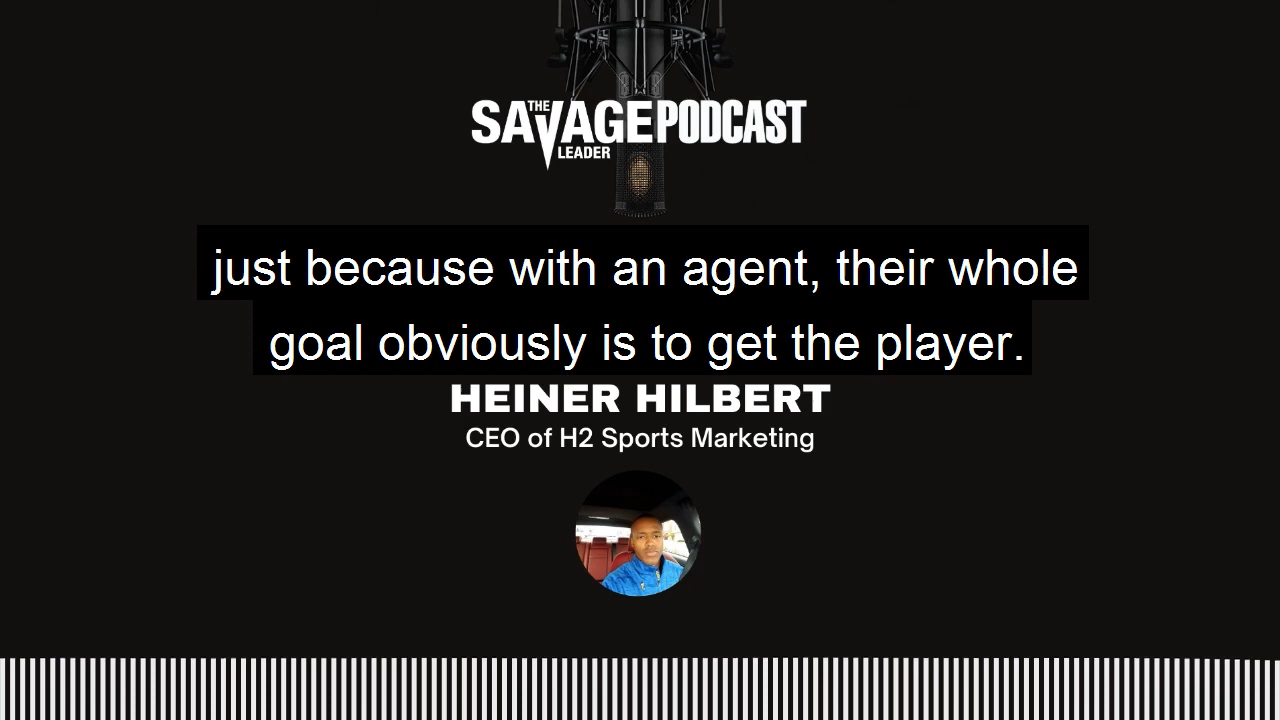 THE
SAVAGE PODCAST
LEADER
just because with an agent, their whole
goal obviously is to get the player.
HEINER HILBERT
CEO of H2 Sports Marketing